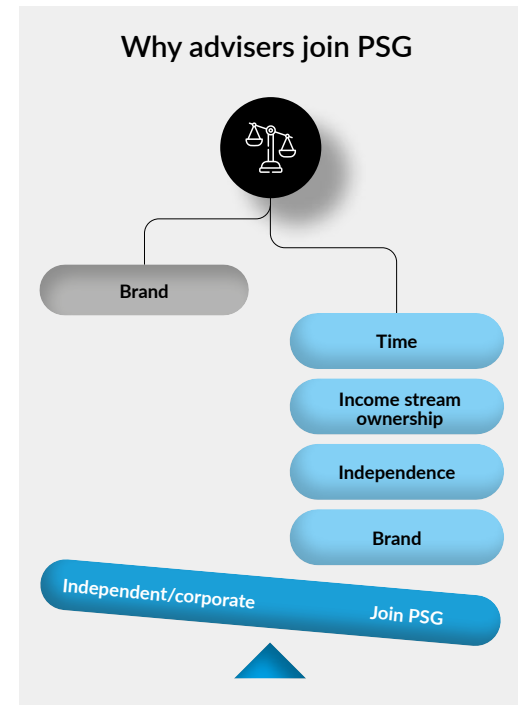 Why advisers join PSG
Brand
Time
Income stream
ownership
Independence
Brand
Independent/corporate
Join PSG